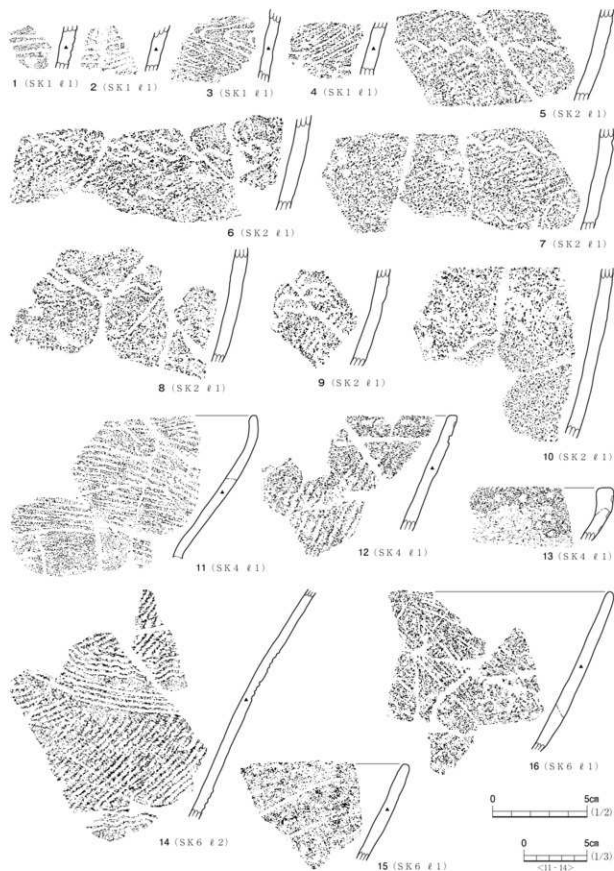 1 (SK1 ℓ1)
2 (SK1 ℓ1)
3 (SK1 ℓ1)
4 (SK1 ℓ1)
5 (SK2 ℓ1)
6 (SK2 ℓ1)
7 (SK2 ℓ1)
8 (SK2 ℓ1)
9 (SK2 ℓ1)
10 (SK2 ℓ1)
11 (SK4 ℓ1)
12 (SK4 ℓ1)
13 (SK4 ℓ1)
14 (SK6 ℓ2)
15 (SK6 ℓ1)
16 (SK6 ℓ1)
0 5cm
(1/2)
0 5cm
(1/3)
<11-14>